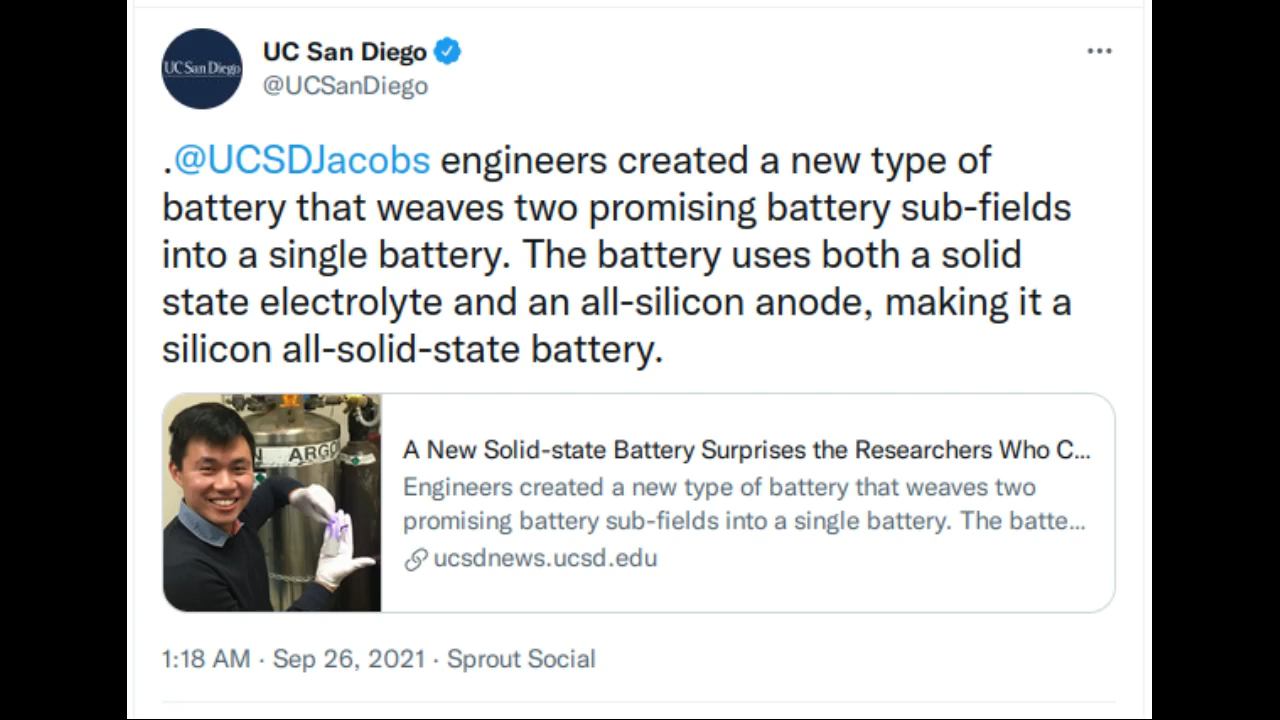 UC San Diego
UC San Diego
@UCSanDiego
.@UCSDJacobs engineers created a new type of
battery that weaves two promising battery sub-fields
into a single battery. The battery uses both a solid
state electrolyte and an all-silicon anode, making it a
silicon all-solid-state battery.
N ARGO
A New Solid-state Battery Surprises the Researchers Who C...
Engineers created a new type of battery that weaves two
promising battery sub-fields into a single battery. The batte...
ucsdnews.ucsd.edu
1:18 AM · Sep 26, 2021 · Sprout Social